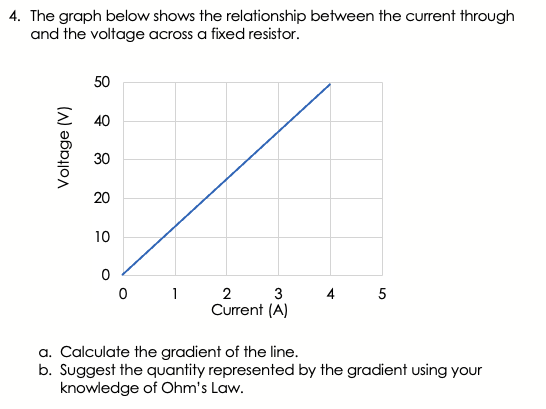 4. The graph below shows the relationship between the current through
and the voltage across a fixed resistor.
50
40
30
20
10
0
Voltage (V)
0 1 2 3 4 5
Current (A)
a. Calculate the gradient of the line.
b. Suggest the quantity represented by the gradient using your
knowledge of Ohm's Law.